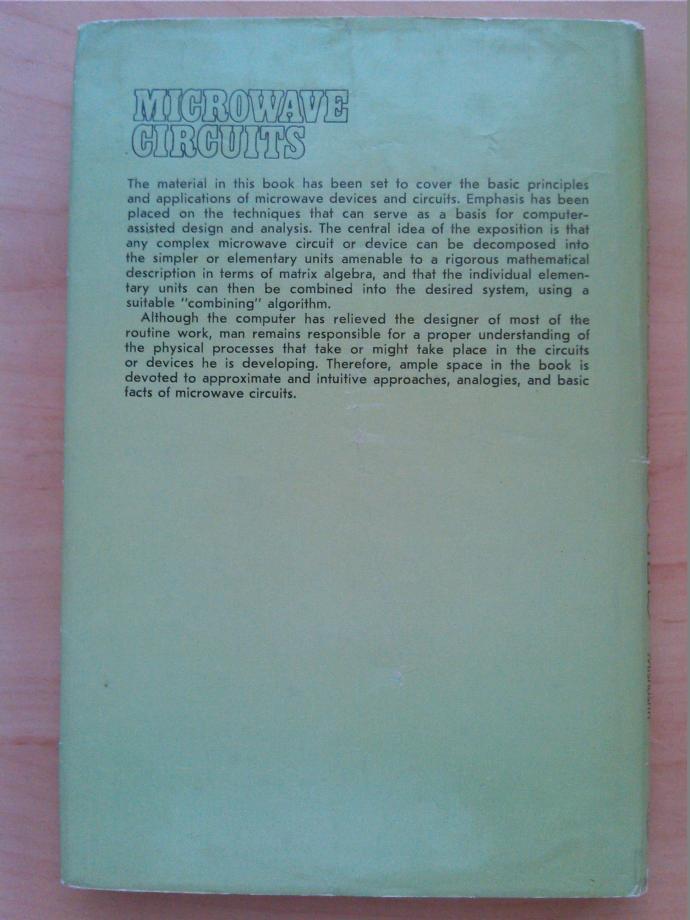 MICROWAVE
CIRCUITS
The material in this book has been set to cover the basic principles
and applications of microwave devices and circuits. Emphasis has been
placed on the techniques that can serve as a basis for computer-
assisted design and analysis. The central idea of the exposition is that
any complex microwave circuit or device can be decomposed into
the simpler or elementary units amenable to a rigorous mathematical
description in terms of matrix algebra, and that the individual elemen-
tary units can then be combined into the desired system, using a
suitable "combining" algorithm.
Although the computer has relieved the designer of most of the
routine work, man remains responsible for a proper understanding of
the physical processes that take or might take place in the circuits
or devices he is developing. Therefore, ample space in the book is
devoted to approximate and intuitive approaches, analogies, and basic
facts of microwave circuits.